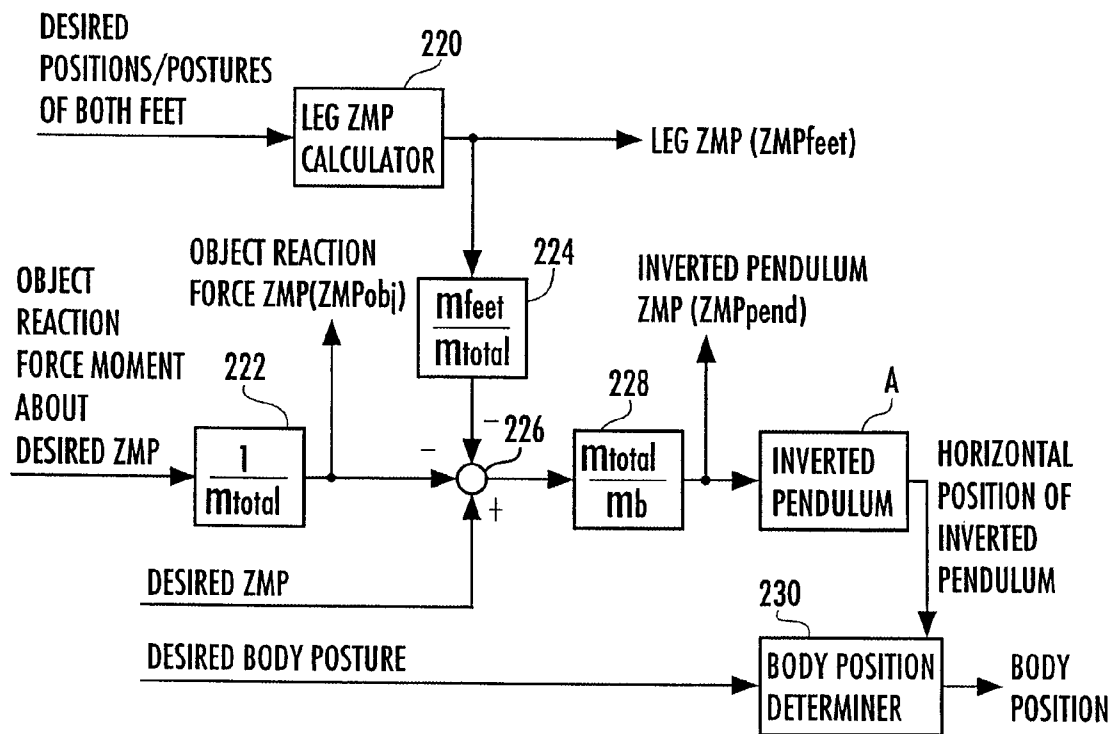 DESIRED
POSITIONS/POSTURES
OF BOTH FEET
220
LEG ZMP
CALCULATOR
LEG ZMP (ZMPfeet)
OBJECT REACTION
FORCE ZMP(ZMPobj)
224
mfeet
mtotal
INVERTED PENDULUM
ZMP (ZMPpend)
OBJECT
REACTION
FORCE MOMENT
ABOUT
DESIRED ZMP
222
1
mtotal
-
-
+
226
228
mtotal
mb
A
INVERTED
PENDULUM
HORIZONTAL
POSITION OF
INVERTED
PENDULUM
DESIRED ZMP
DESIRED BODY POSTURE
230
BODY POSITION
DETERMINER
BODY
POSITION